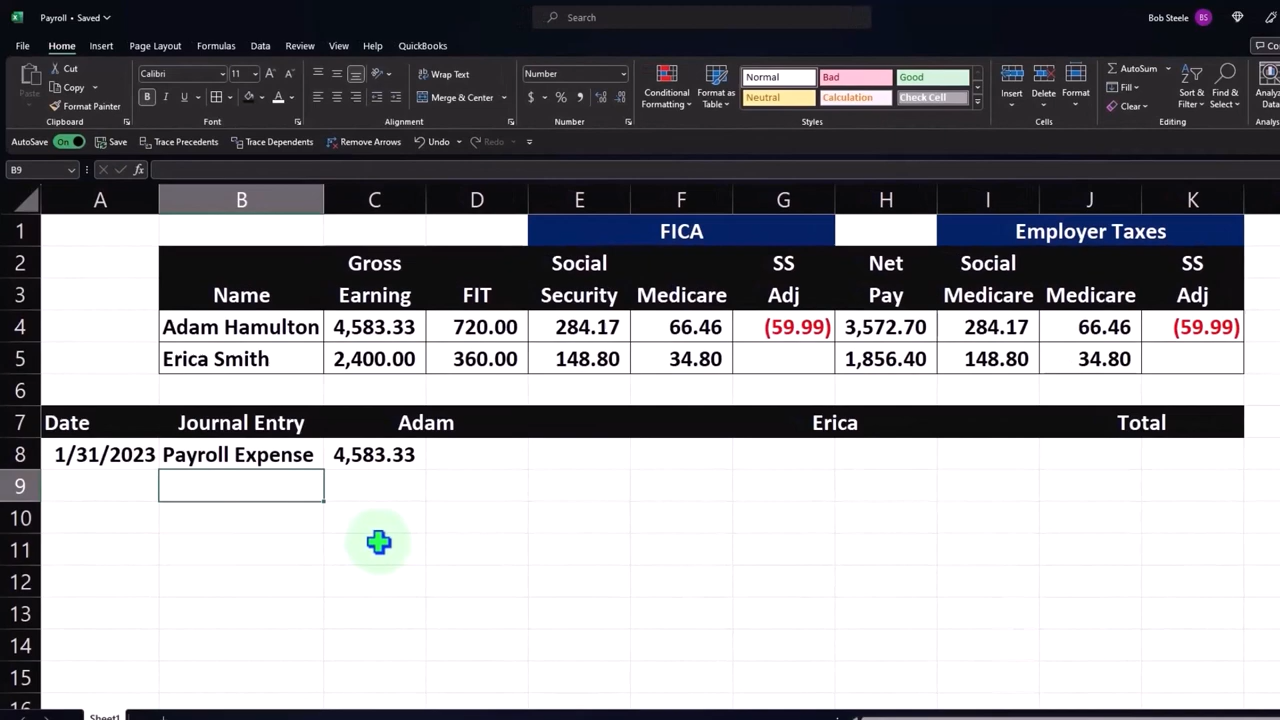 Payroll • Saved
Search
Bob Steele BS
File Home Insert Page Layout Formulas Data Review View Help QuickBooks
Paste
Cut
Copy
Format Painter
Clipboard
Calibri 11
B I U
Font
Wrap Text
Merge & Center
Alignment
Number
$ % ,
Number
Conditional Formatting
Format as Table
Normal Bad Good
Neutral Calculation Check Cell
Styles
Insert Delete Format
Cells
AutoSum
Fill
Clear
Sort & Filter
Find & Select
Editing
AutoSave On Save Trace Precedents Trace Dependents Remove Arrows Undo Redo
B9 fx
A B C D E F G H I J K
1 FICA Employer Taxes
2 Gross Social SS Net Social SS
3 Name Earning FIT Security Medicare Adj Pay Medicare Medicare Adj
4 Adam Hamulton 4,583.33 720.00 284.17 66.46 (59.99) 3,572.70 284.17 66.46 (59.99)
5 Erica Smith 2,400.00 360.00 148.80 34.80 1,856.40 148.80 34.80
6
7 Date Journal Entry Adam Erica Total
8 1/31/2023 Payroll Expense 4,583.33
9
10
11
12
13
14
15
16
Sheet1